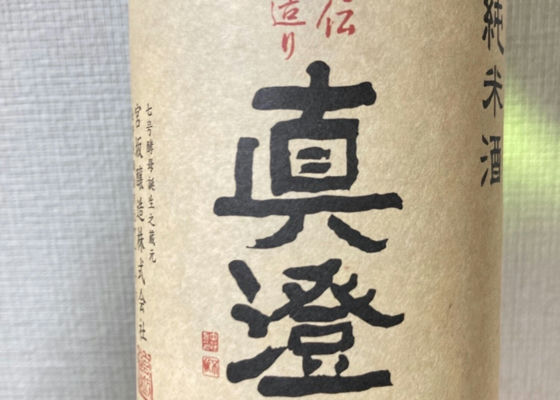 純米酒
伝
造り
真澄
七号酵母誕生之蔵元
宮坂醸造株式会社